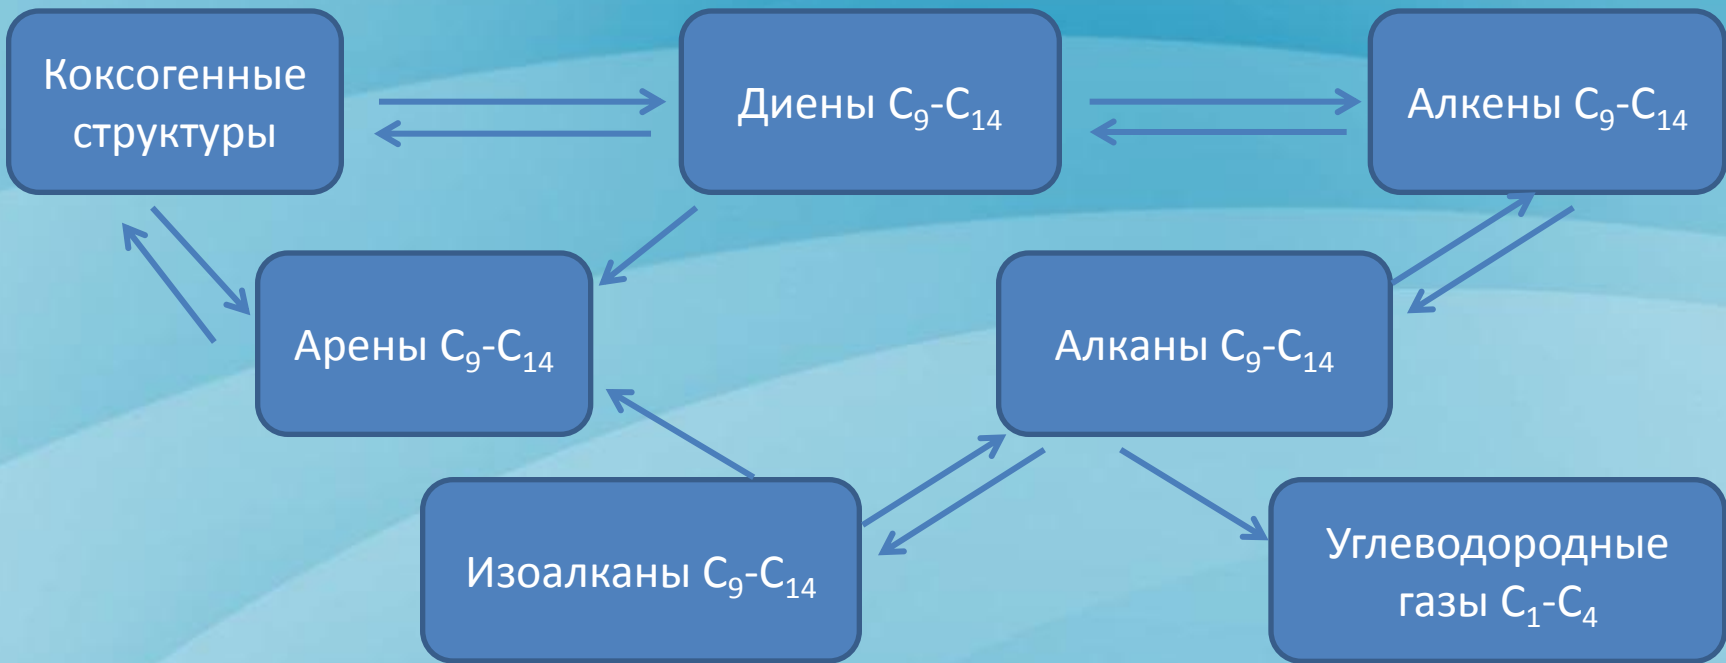 Коксогенные
структуры
Диены C₉-C₁₄
Алкены C₉-C₁₄
Арены C₉-C₁₄
Алканы C₉-C₁₄
Изоалканы C₉-C₁₄
Углеводородные
газы C₁-C₄